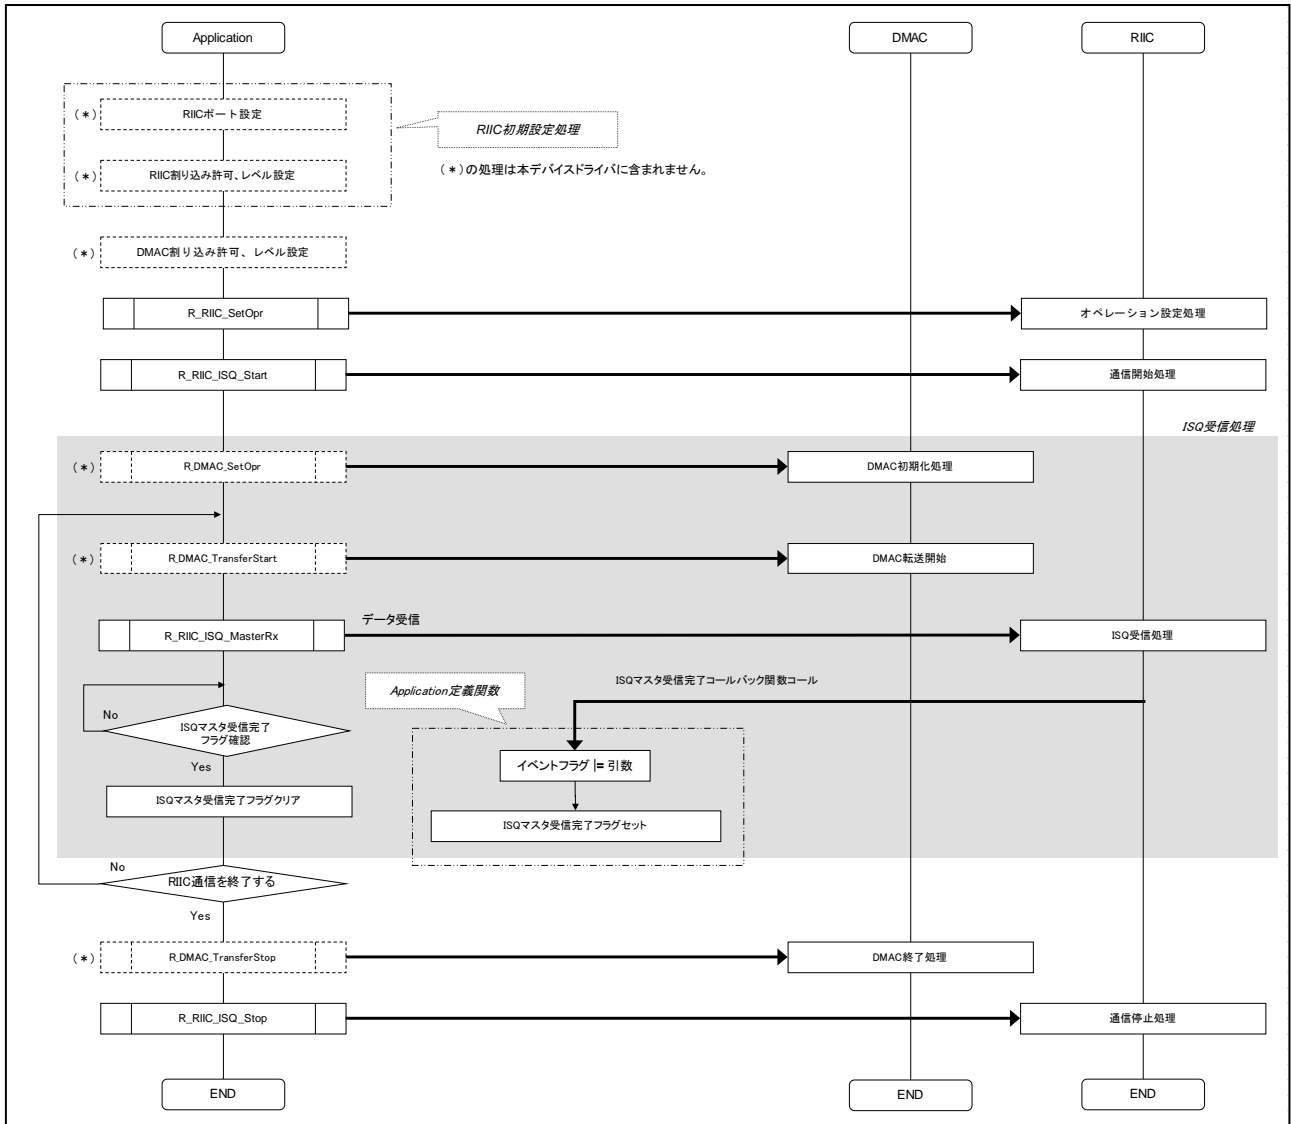 Application
DMAC
RIIC
(*)
RIICポート設定
RIIC初期設定処理
(*)の処理は本デバイスドライバに含まれません。
(*)
RIIC割り込み許可、レベル設定
(*)
DMAC割り込み許可、レベル設定
R_RIIC_SetOpr
オペレーション設定処理
R_RIIC_ISQ_Start
通信開始処理
ISQ受信処理
(*)
R_DMAC_SetOpr
DMAC初期化処理
(*)
R_DMAC_TransferStart
DMAC転送開始
データ受信
R_RIIC_ISQ_MasterRx
ISQ受信処理
Application定義関数
ISQマスタ受信完了コールバック関数コール
No
ISQマスタ受信完了
フラグ確認
Yes
イベントフラグ |= 引数
ISQマスタ受信完了フラグクリア
ISQマスタ受信完了フラグセット
No
RIIC通信を終了する
Yes
(*)
R_DMAC_TransferStop
DMAC終了処理
R_RIIC_ISQ_Stop
通信停止処理
END
END
END